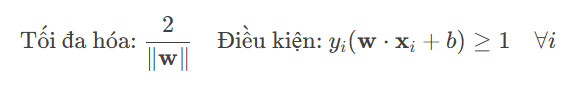 Tối đa hóa: 2/‖w‖ Điều kiện: yᵢ(w · xᵢ + b) ≥ 1 ∀i